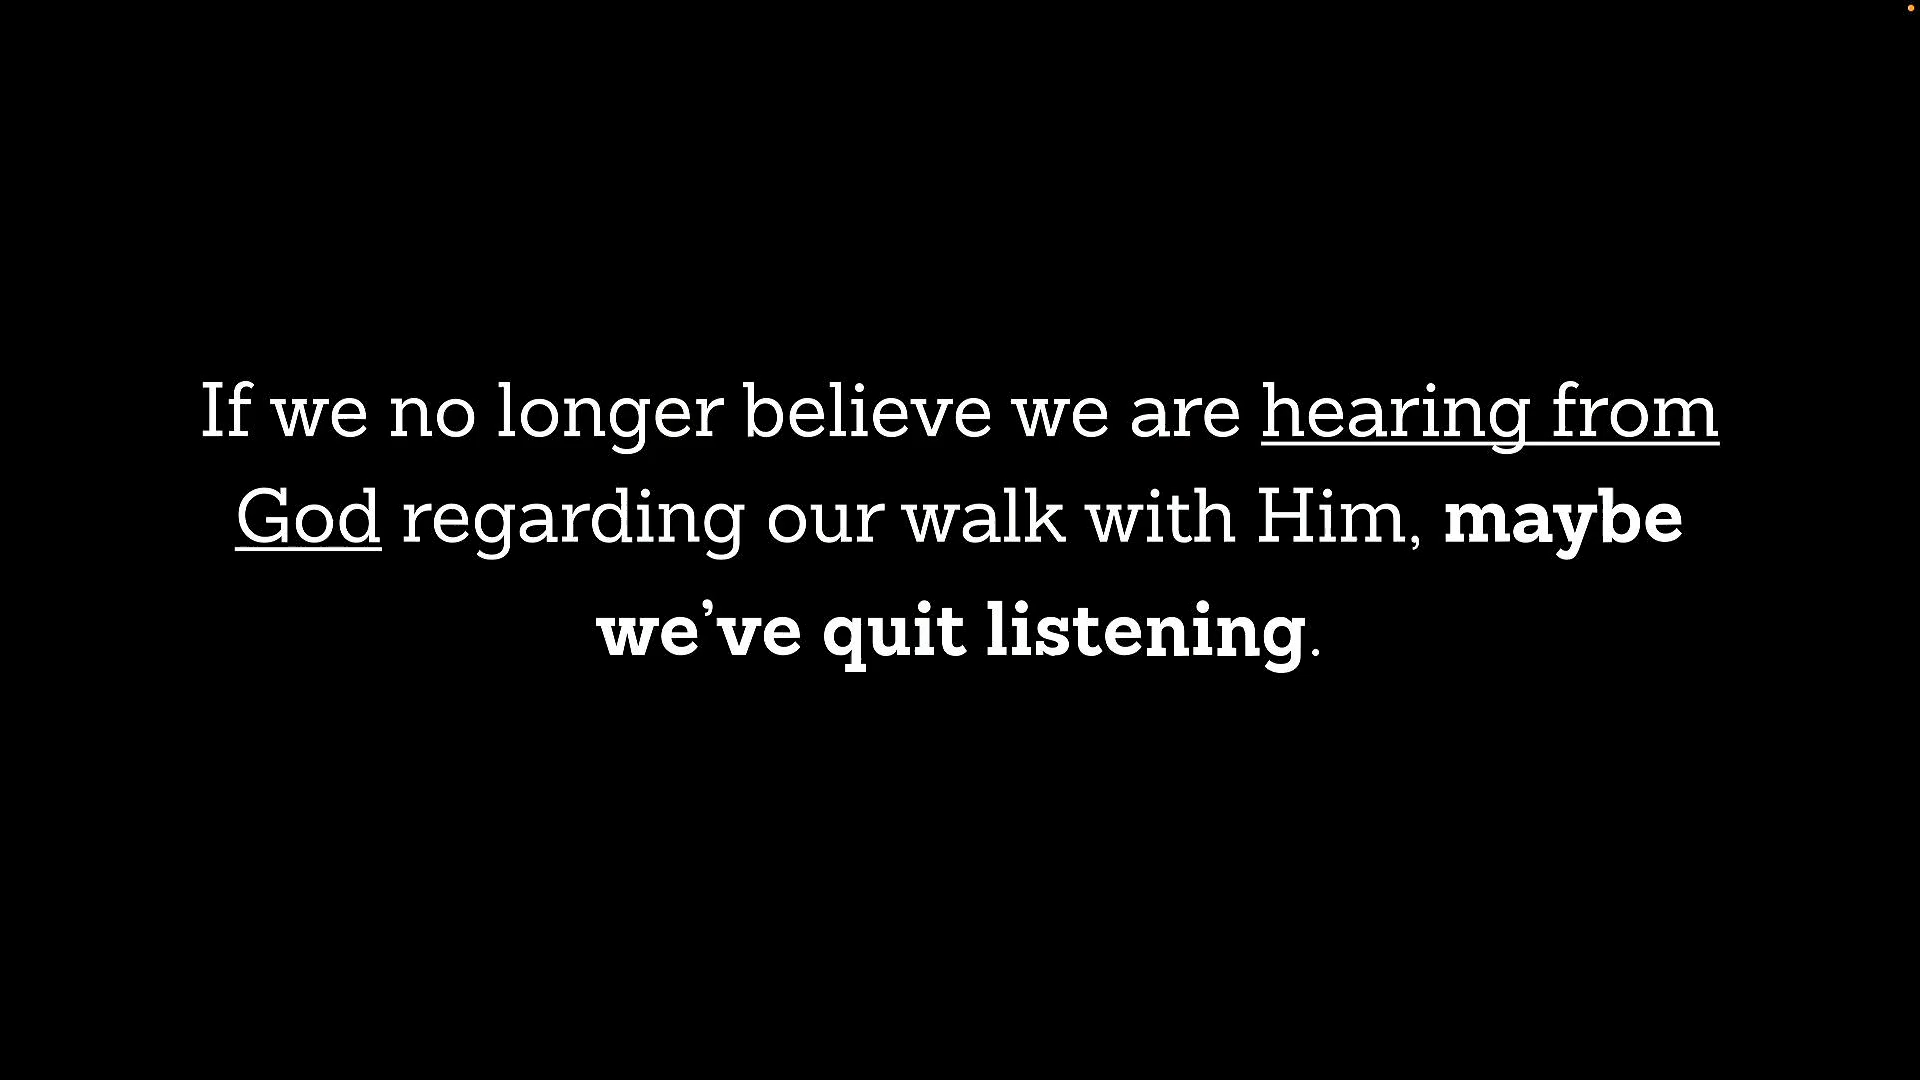 If we no longer believe we are hearing from
God regarding our walk with Him, maybe
we’ve quit listening.